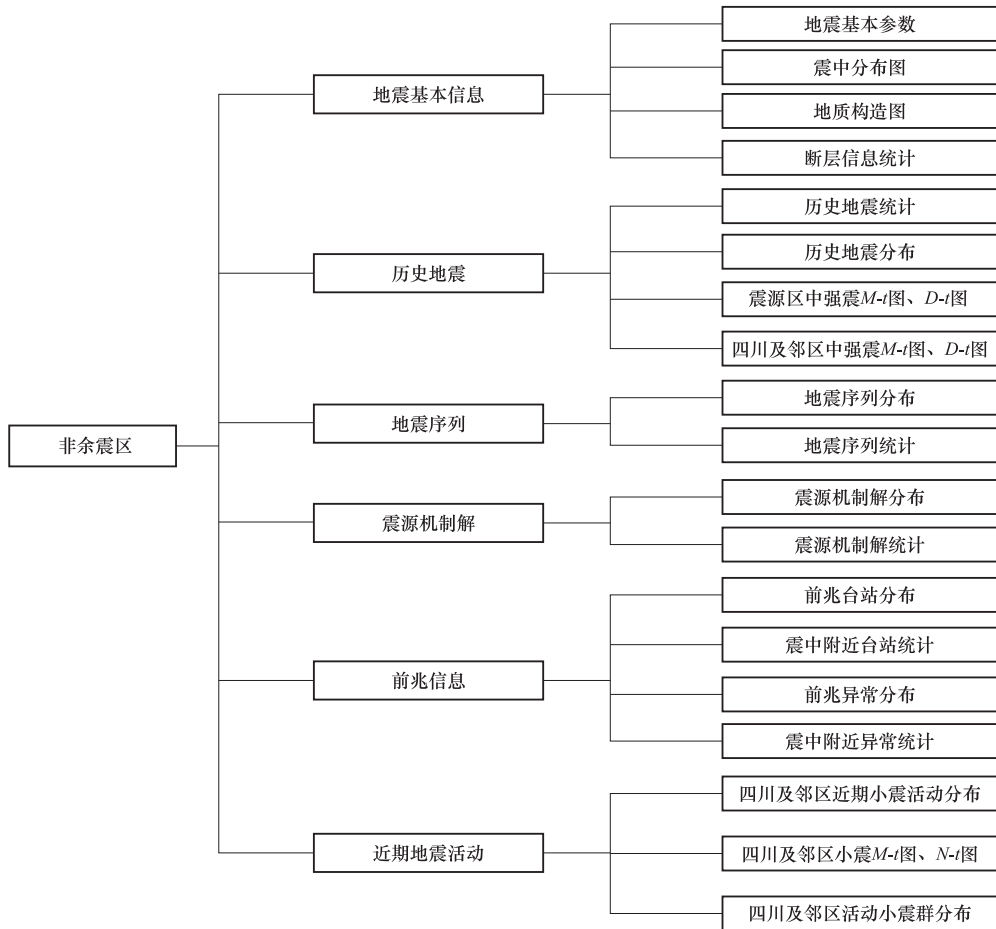 非余震区
地震基本信息
地震基本参数
震中分布图
地质构造图
断层信息统计
历史地震
历史地震统计
历史地震分布
震源区中强震M-t图、D-t图
四川及邻区中强震M-t图、D-t图
地震序列
地震序列分布
地震序列统计
震源机制解
震源机制解分布
震源机制解统计
前兆信息
前兆台站分布
震中附近台站统计
前兆异常分布
震中附近异常统计
近期地震活动
四川及邻区近期小震活动分布
四川及邻区小震M-t图、N-t图
四川及邻区活动小震群分布